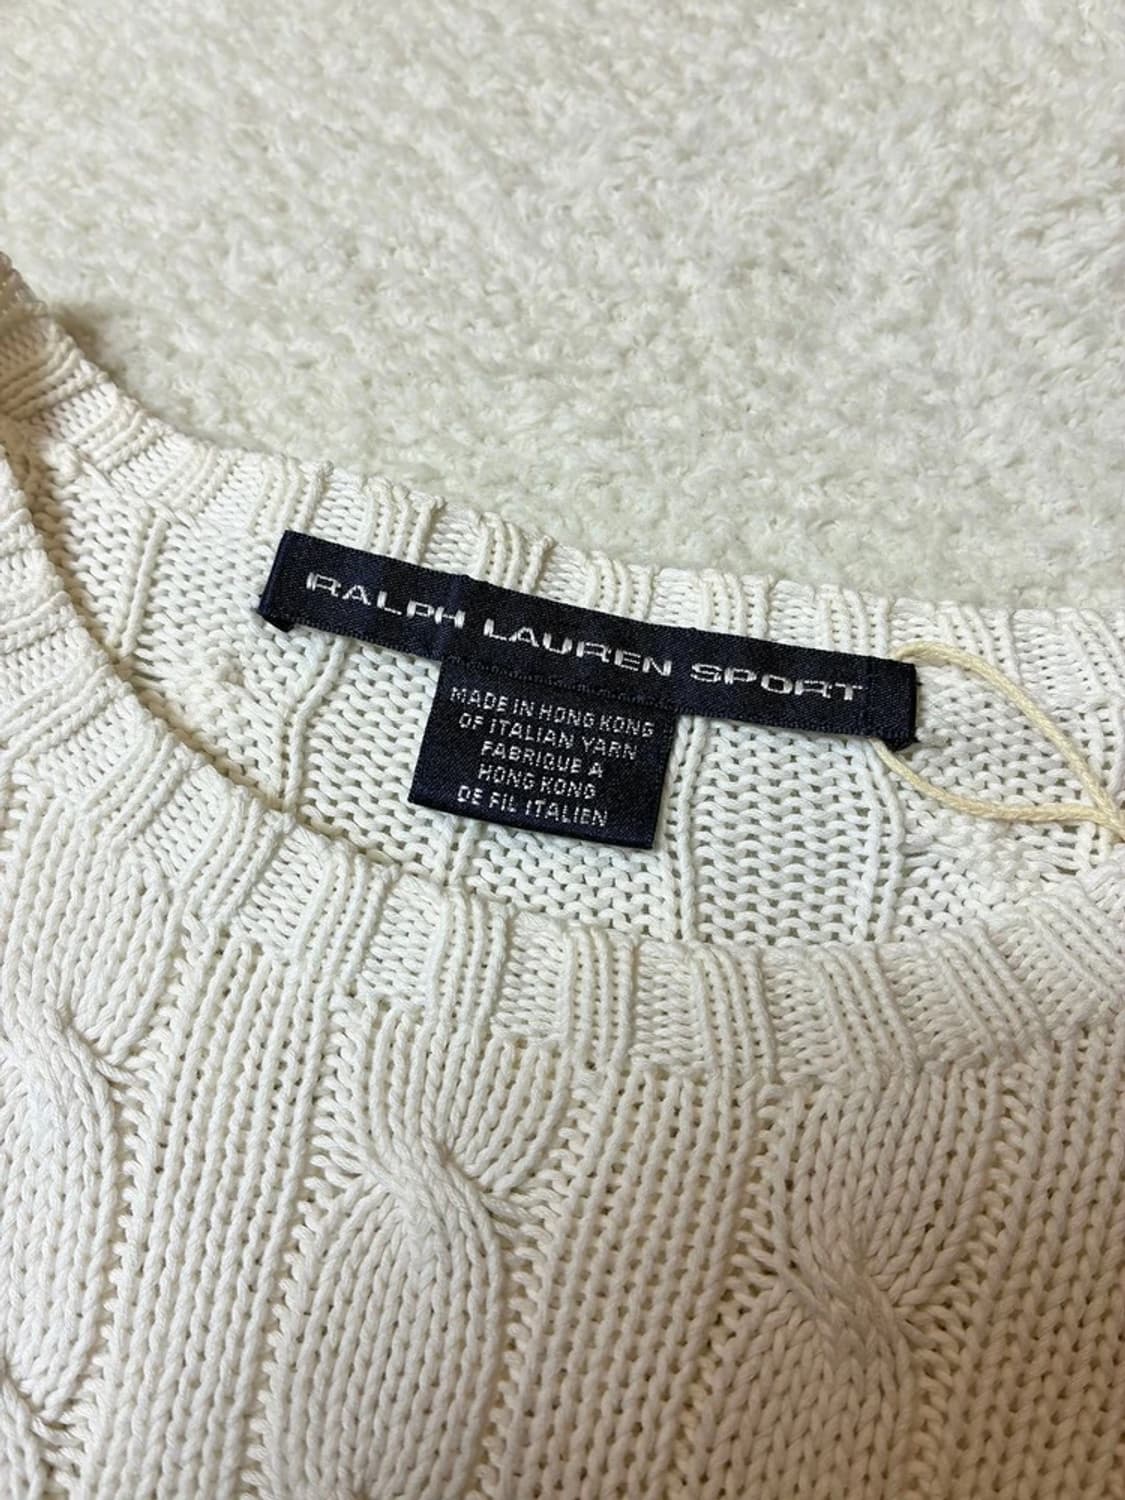 RALPH LAUREN SPORT
MADE IN HONG KONG
OF ITALIAN YARN
FABRIQUE A
HONG KONG
DE FIL ITALIEN